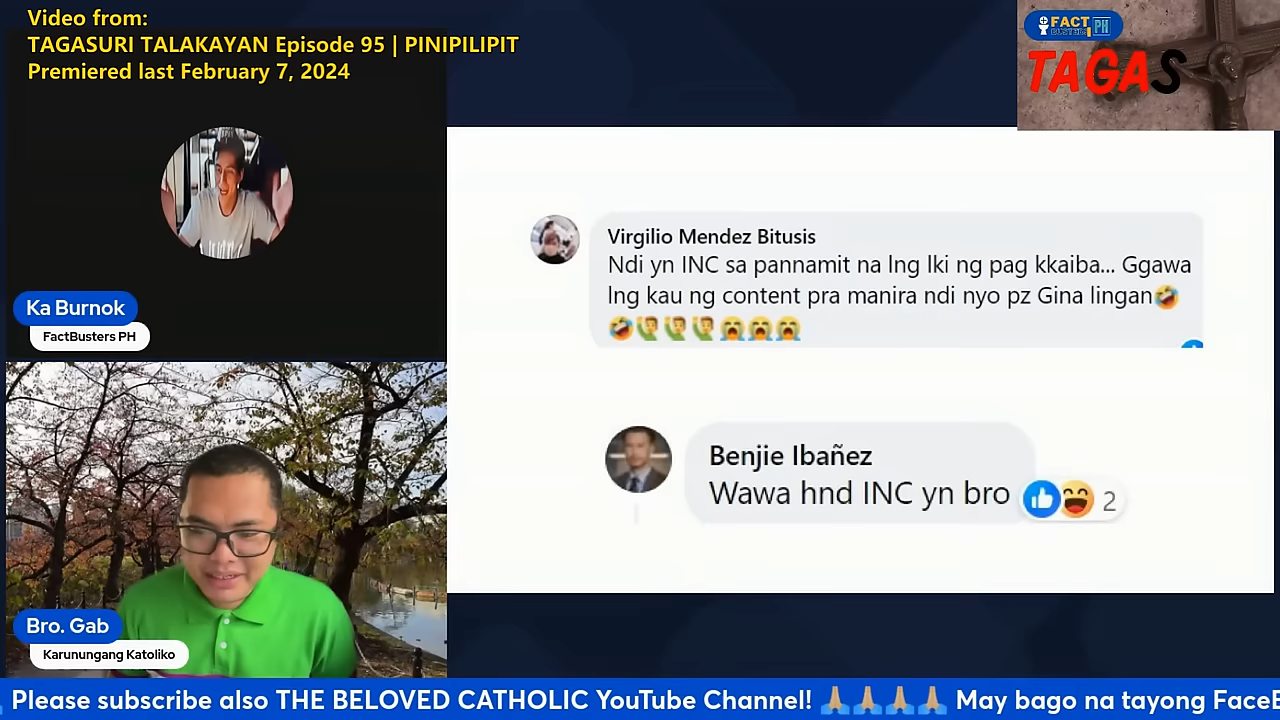 Video from:
TAGASURI TALAKAYAN Episode 95 | PINIPILIPIT
Premiered last February 7, 2024
FACT
BUSTERS
PH
TAGAS
Virgilio Mendez Bitusis
Ndi yn INC sa pannamit na lng lki ng pag kkaiba... Ggawa
lng kau ng content pra manira ndi nyo pz Gina lingan🤣
🤣🤦‍♂️🤦‍♂️🤦‍♂️😭😭😭
Ka Burnok
FactBusters PH
Benjie Ibañez
Wawa hnd INC yn bro
2
Bro. Gab
Karunungang Katoliko
Please subscribe also THE BELOVED CATHOLIC YouTube Channel! 🙏🏽🙏🏽🙏🏽🙏🏽 May bago na tayong FaceB